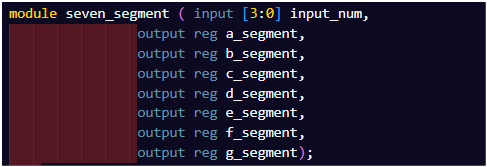 module seven_segment ( input [3:0] input_num,
output reg a_segment,
output reg b_segment,
output reg c_segment,
output reg d_segment,
output reg e_segment,
output reg f_segment,
output reg g_segment);